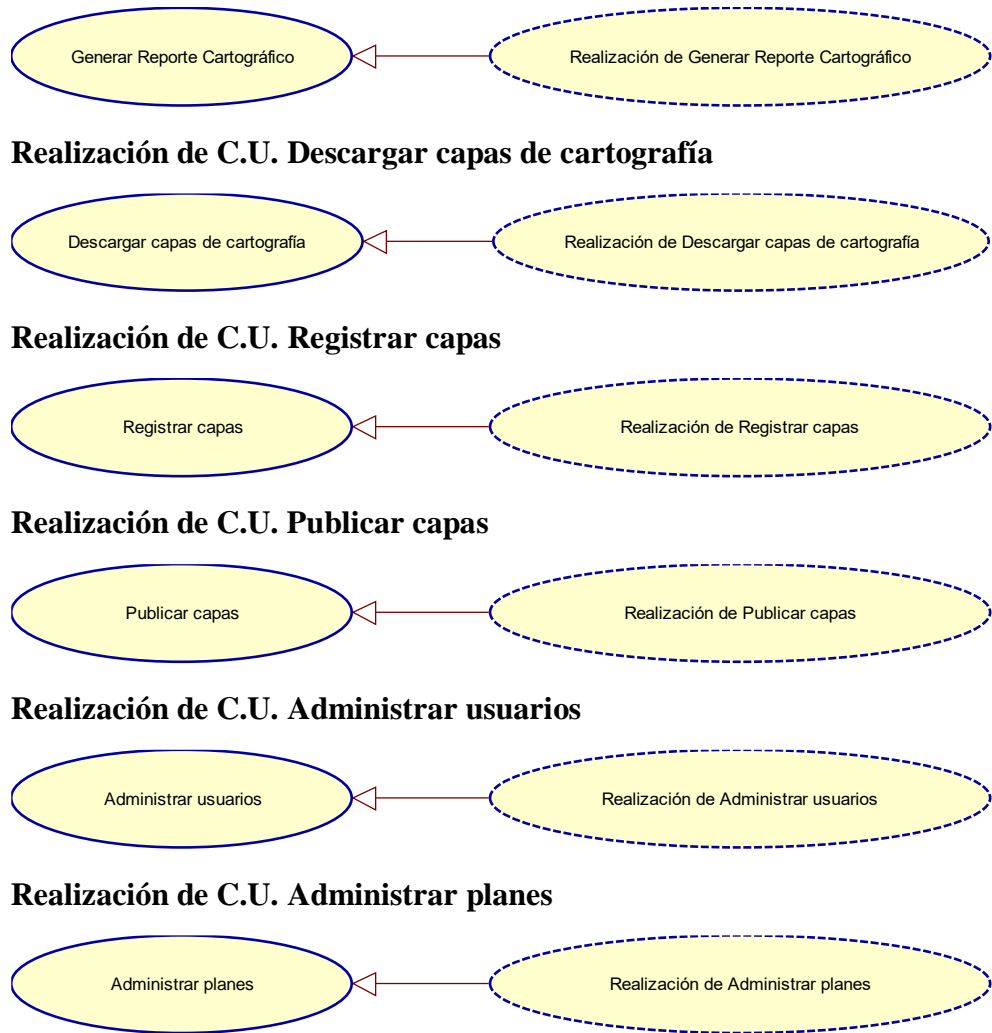 Generar Reporte Cartográfico
Realización de Generar Reporte Cartográfico
Realización de C.U. Descargar capas de cartografía
Descargar capas de cartografía
Realización de Descargar capas de cartografía
Realización de C.U. Registrar capas
Registrar capas
Realización de Registrar capas
Realización de C.U. Publicar capas
Publicar capas
Realización de Publicar capas
Realización de C.U. Administrar usuarios
Administrar usuarios
Realización de Administrar usuarios
Realización de C.U. Administrar planes
Administrar planes
Realización de Administrar planes